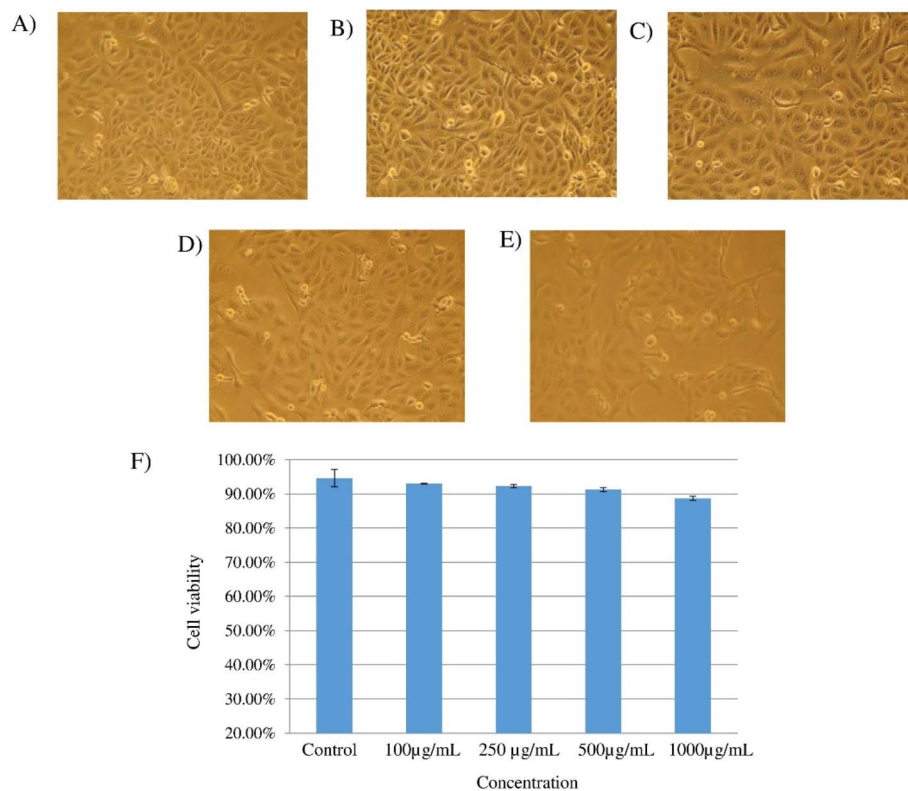 A)
B)
C)
D)
E)
F)
100.00%
90.00%
80.00%
70.00%
60.00%
50.00%
40.00%
30.00%
20.00%
Cell viability
Control 100µg/mL 250 µg/mL 500µg/mL 1000µg/mL
Concentration